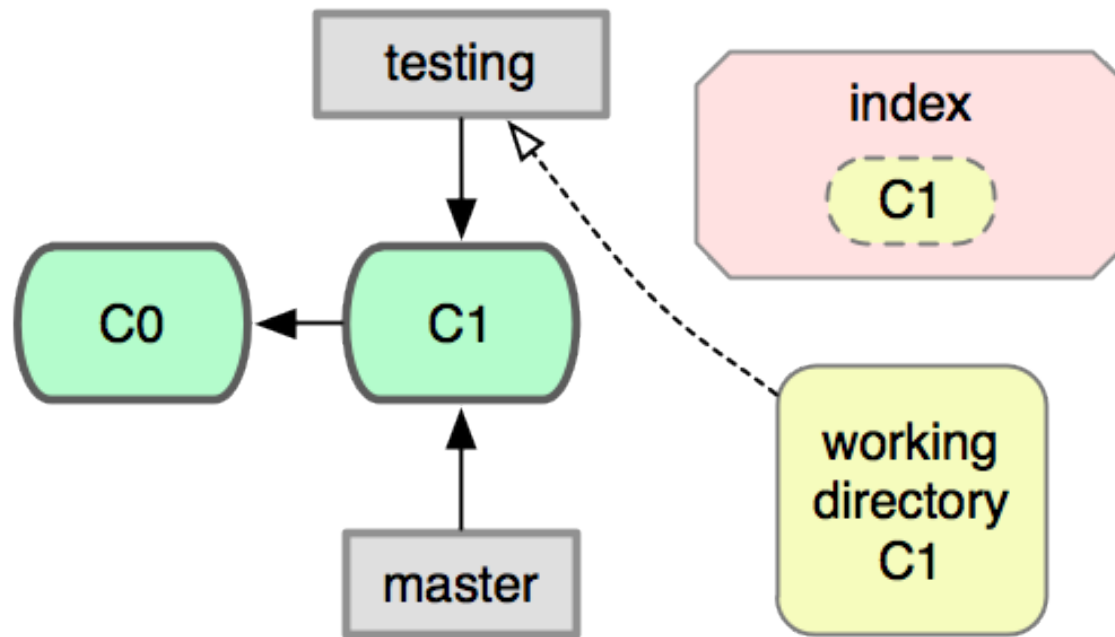 testing
index
C1
C0
C1
working
directory
C1
master